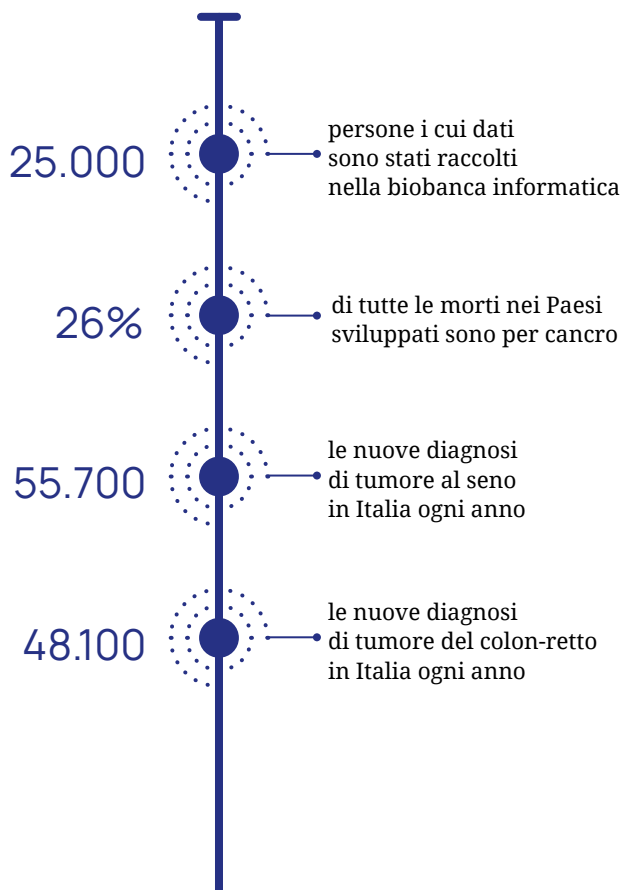 25.000
persone i cui dati
sono stati raccolti
nella biobanca informatica
26%
di tutte le morti nei Paesi
sviluppati sono per cancro
55.700
le nuove diagnosi
di tumore al seno
in Italia ogni anno
48.100
le nuove diagnosi
di tumore del colon-retto
in Italia ogni anno